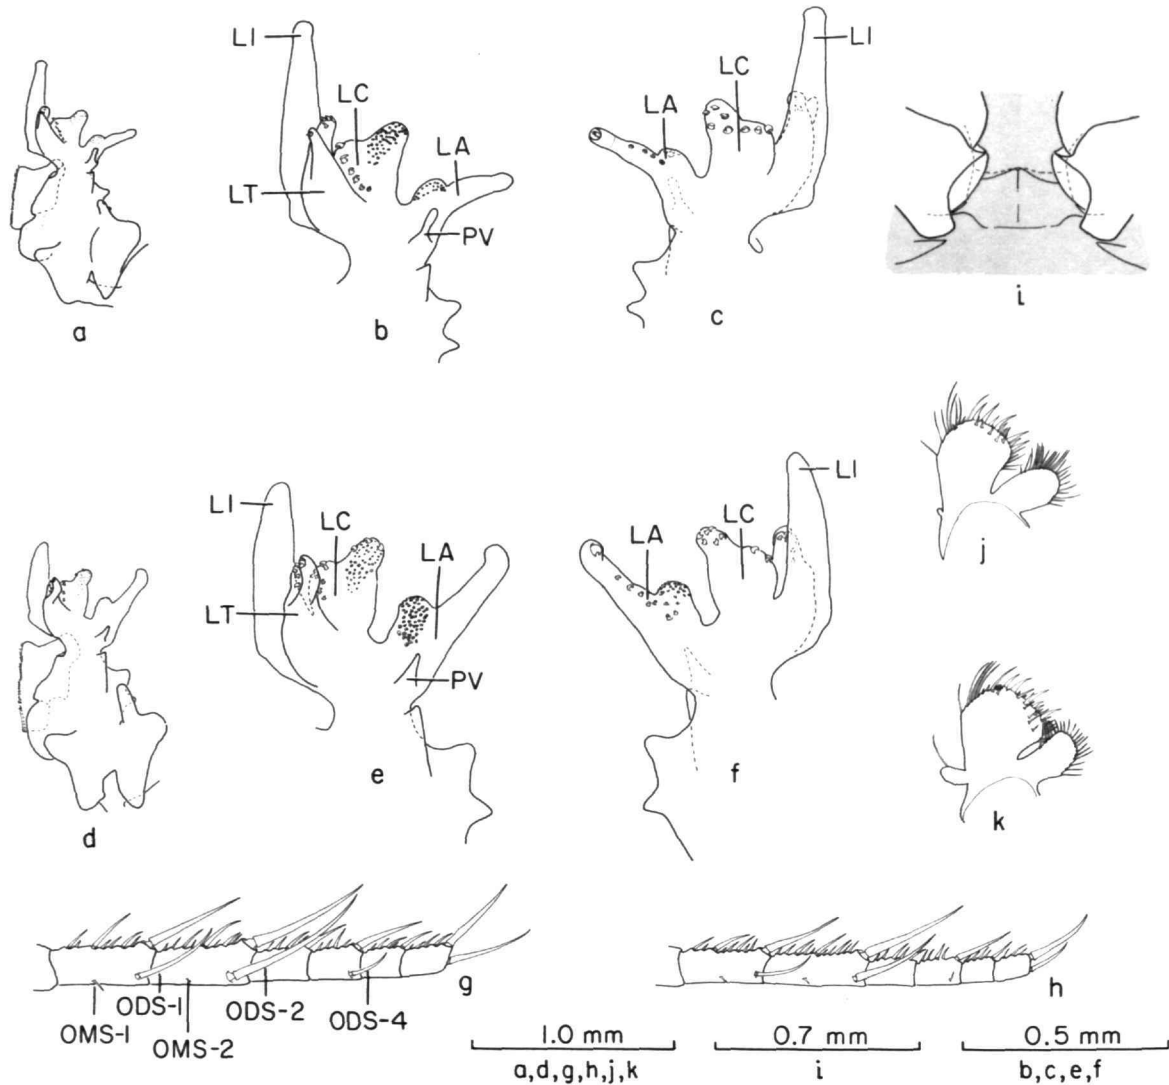 LI
LC
LT
LA
PV
a
b
LA
LC
LI
c
i
LI
LC
LA
LT
PV
d
e
LA
LC
LI
f
j
k
ODS-1
ODS-2
ODS-4
OMS-1
OMS-2
g
h
1.0 mm
a,d,g,h,j,k
0.7 mm
i
0.5 mm
b,c,e,f